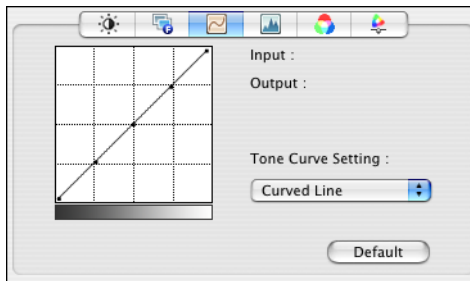 Input :
Output :
Tone Curve Setting :
Curved Line
Default